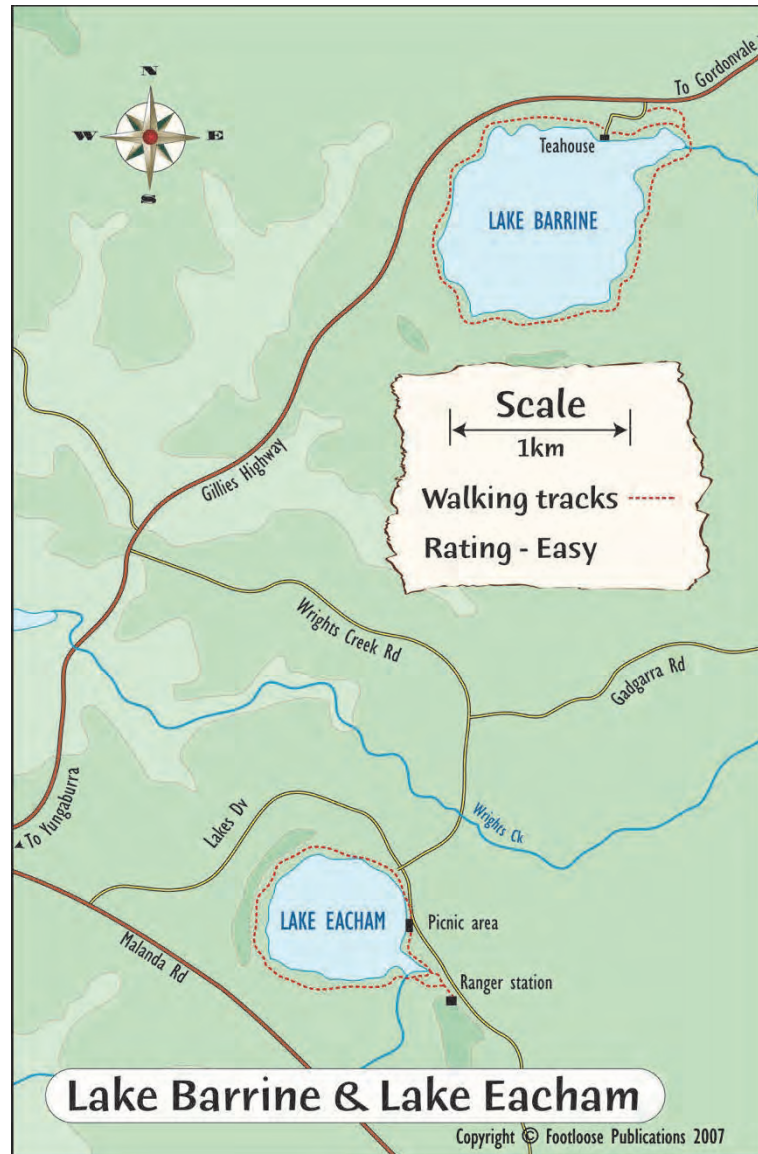 N
W
E
S
To Gordonvale
Teahouse
LAKE BARRINE
Scale
1km
Walking tracks
Rating - Easy
Gillies Highway
Wrights Creek Rd
Gadgarra Rd
To Yungaburra
Lakes Dv
Wrights Ck
LAKE EACHAM
Picnic area
Malanda Rd
Ranger station
Lake Barrine & Lake Eacham
Copyright © Footloose Publications 2007